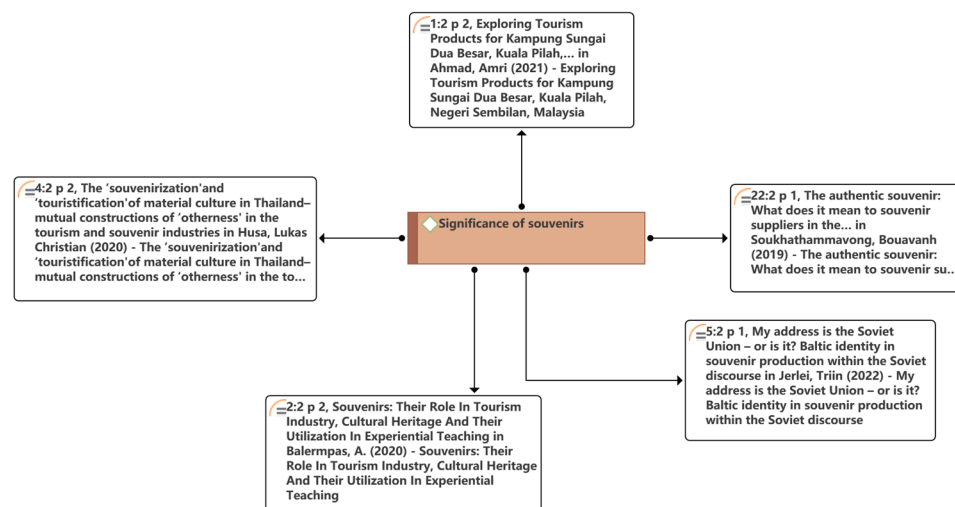 1:2 p 2, Exploring Tourism
Products for Kampung Sungai
Dua Besar, Kuala Pilah,... in
Ahmad, Amri (2021) - Exploring
Tourism Products for Kampung
Sungai Dua Besar, Kuala Pilah,
Negeri Sembilan, Malaysia
4:2 p 2, The 'souvenirization'and
'touristification'of material culture in Thailand–
mutual constructions of 'otherness' in the
tourism and souvenir industries in Husa, Lukas
Christian (2020) - The 'souvenirization'and
'touristification'of material culture in Thailand–
mutual constructions of 'otherness' in the to...
Significance of souvenirs
22:2 p 1, The authentic souvenir:
What does it mean to souvenir
suppliers in the... in
Soukhathammavong, Bouavanh
(2019) - The authentic souvenir:
What does it mean to souvenir su...
5:2 p 1, My address is the Soviet
Union – or is it? Baltic identity in
souvenir production within the Soviet
discourse in Jerlei, Triin (2022) - My
address is the Soviet Union – or is it?
Baltic identity in souvenir production
within the Soviet discourse
2:2 p 2, Souvenirs: Their Role In Tourism
Industry, Cultural Heritage And Their
Utilization In Experiential Teaching in
Balermpas, A. (2020) - Souvenirs: Their
Role In Tourism Industry, Cultural Heritage
And Their Utilization In Experiential
Teaching